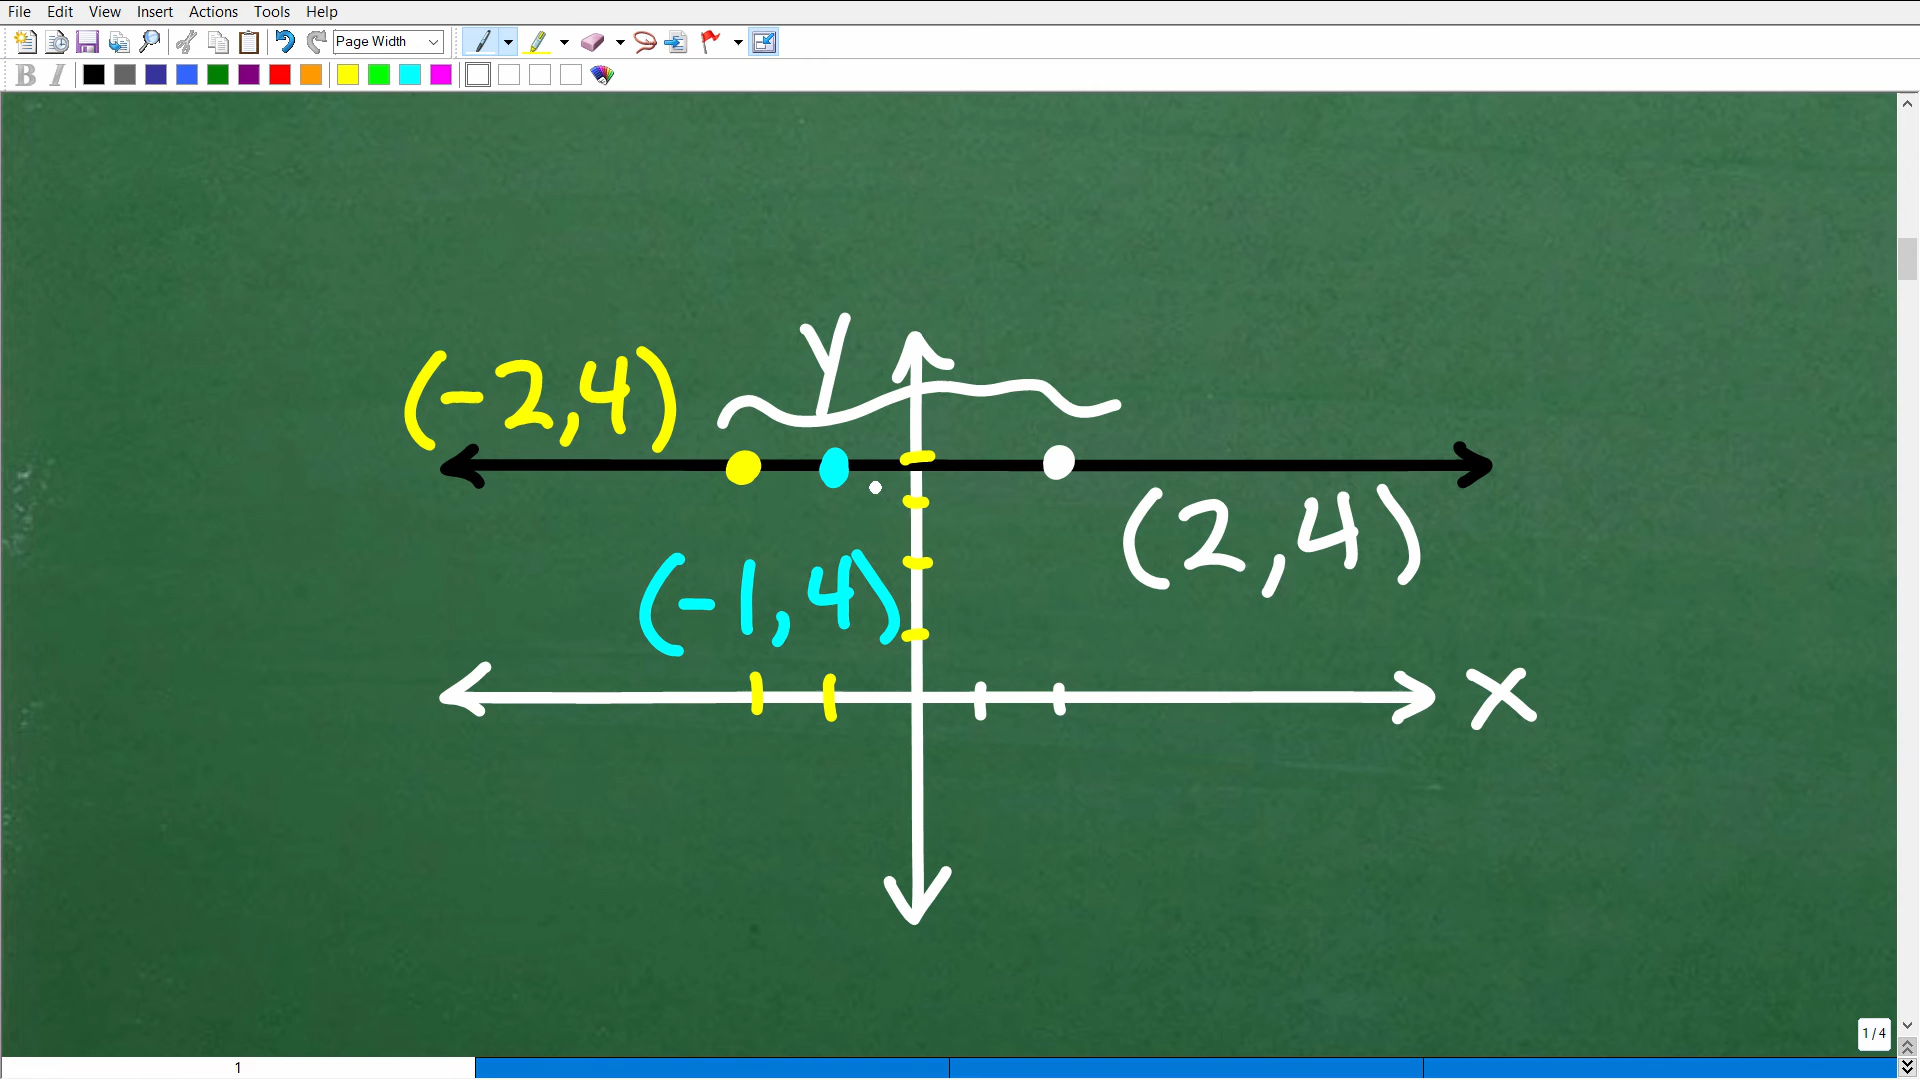 File Edit View Insert Actions Tools Help
Page Width
B I
y
(-2,4)
(2,4)
(-1,4)
x
1 / 4
1